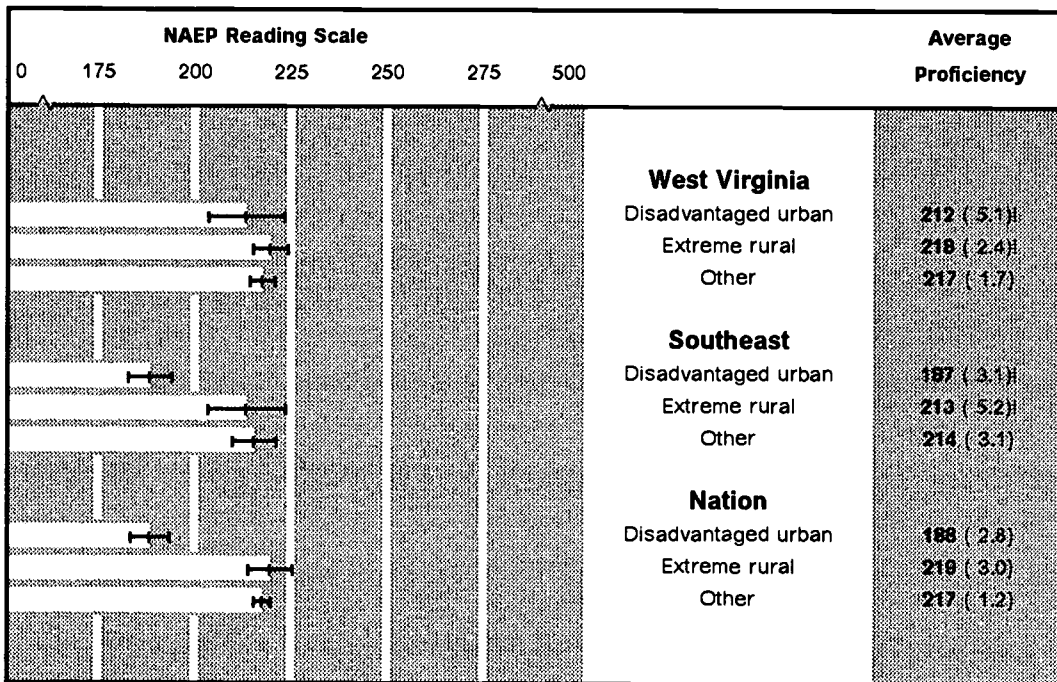 NAEP Reading Scale
Average
Proficiency
0 175 200 225 250 275 500
West Virginia
Disadvantaged urban 212 ( 5.1)!
Extreme rural 218 ( 2.4)!
Other 217 ( 1.7)
Southeast
Disadvantaged urban 187 ( 3.1)!
Extreme rural 213 ( 5.2)!
Other 214 ( 3.1)
Nation
Disadvantaged urban 188 ( 2.8)
Extreme rural 219 ( 3.0)
Other 217 ( 1.2)